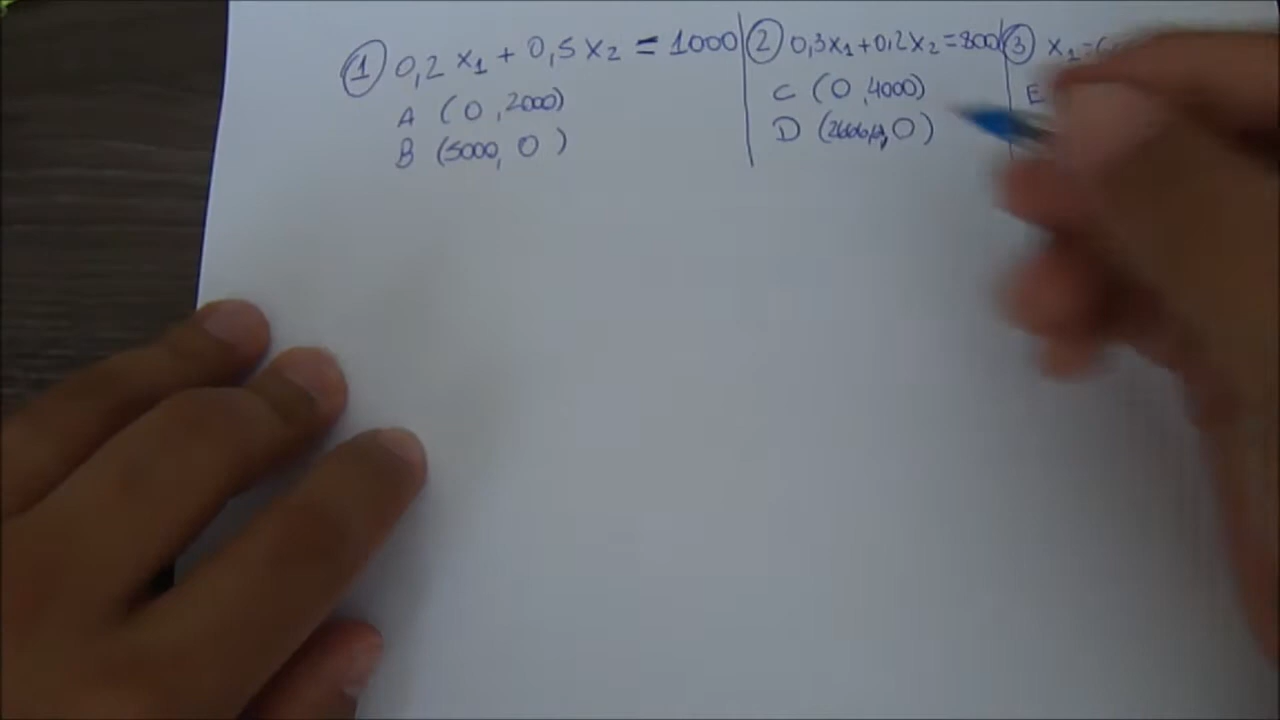 ① 0,2 x₁ + 0,5 x₂ = 1000
A (0, 2000)
B (5000, 0)
② 0,3x₁ + 0,2x₂ = 800
C (0, 4000)
D (2666,6, 0)
③ x₁ =
E